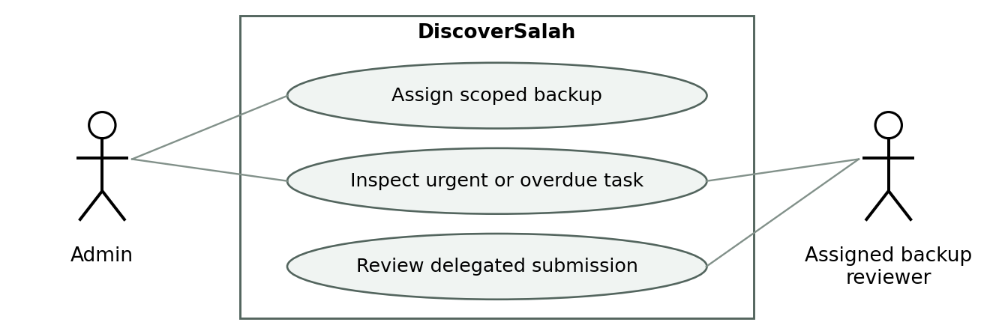 DiscoverSalah
Assign scoped backup
Inspect urgent or overdue task
Review delegated submission
Admin
Assigned backup
reviewer